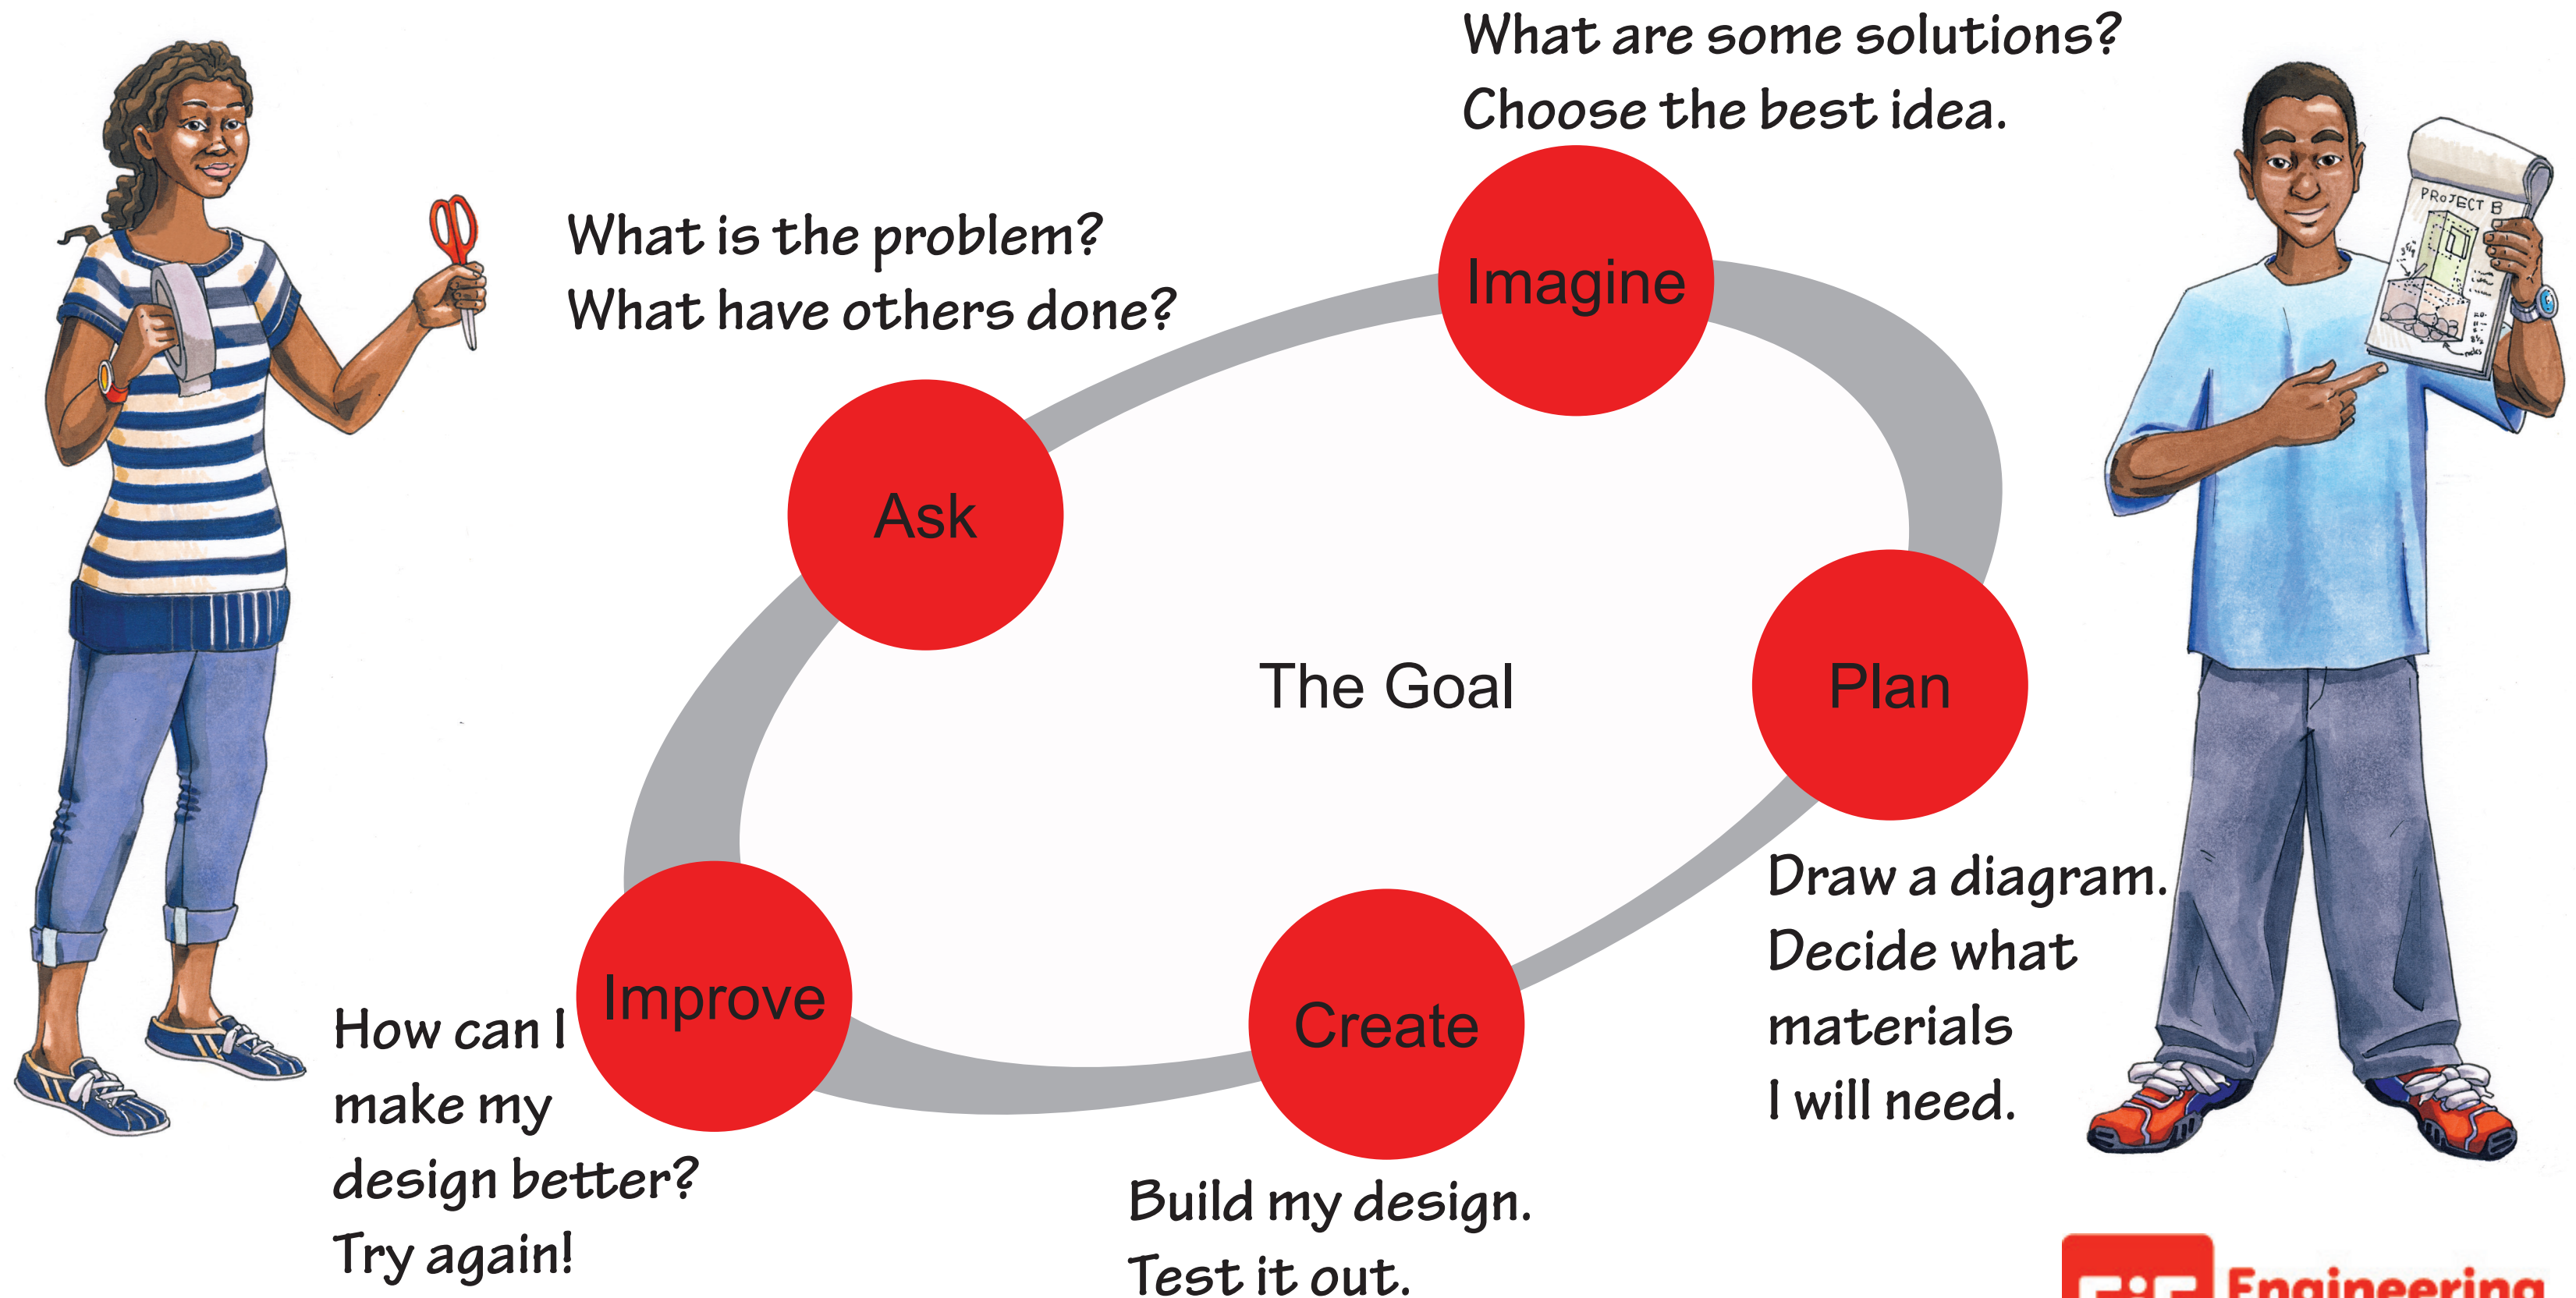 What are some solutions?
Choose the best idea.
What is the problem?
What have others done?
PROJECT B
Imagine
Ask
The Goal
Plan
Draw a diagram.
Decide what
materials
I will need.
Improve
How can I
make my
design better?
Try again!
Create
Build my design.
Test it out.
Engineering